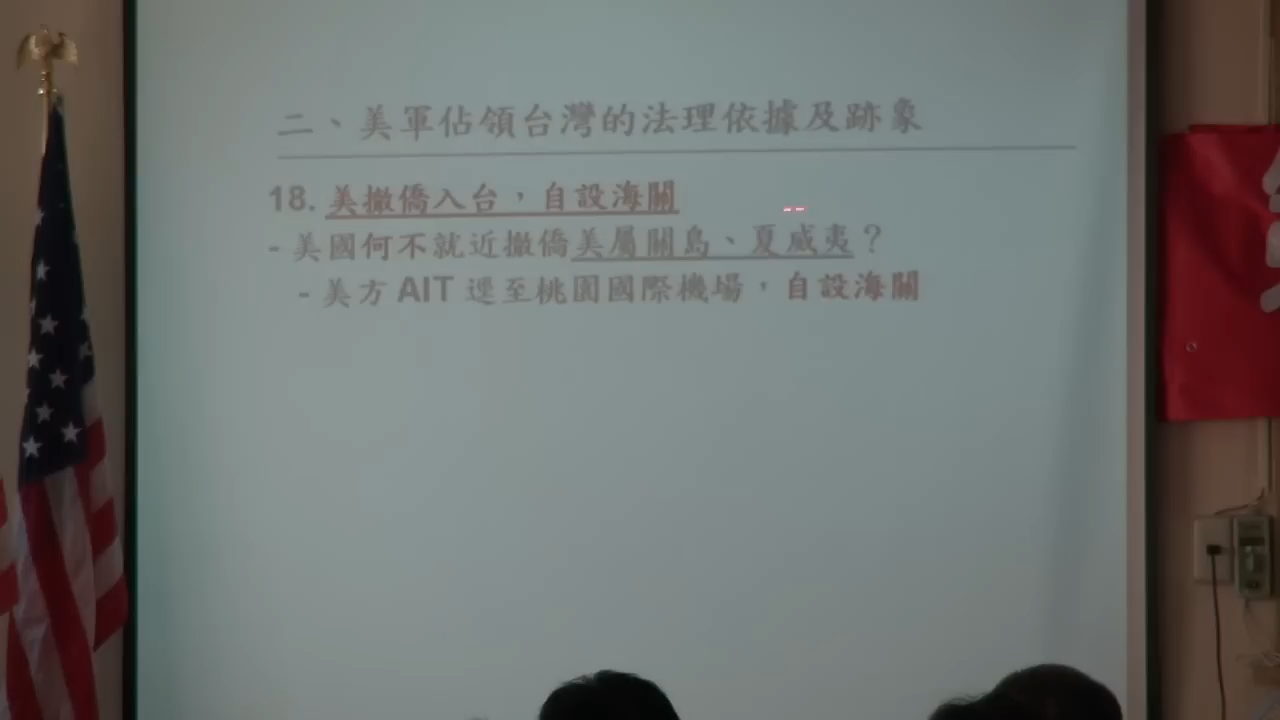 二、美軍佔領台灣的法理依據及跡象
18. 美撤僑入台，自設海關
- 美國何不就近撤僑美屬關島、夏威夷？
- 美方 AIT 逕至桃園國際機場，自設海關